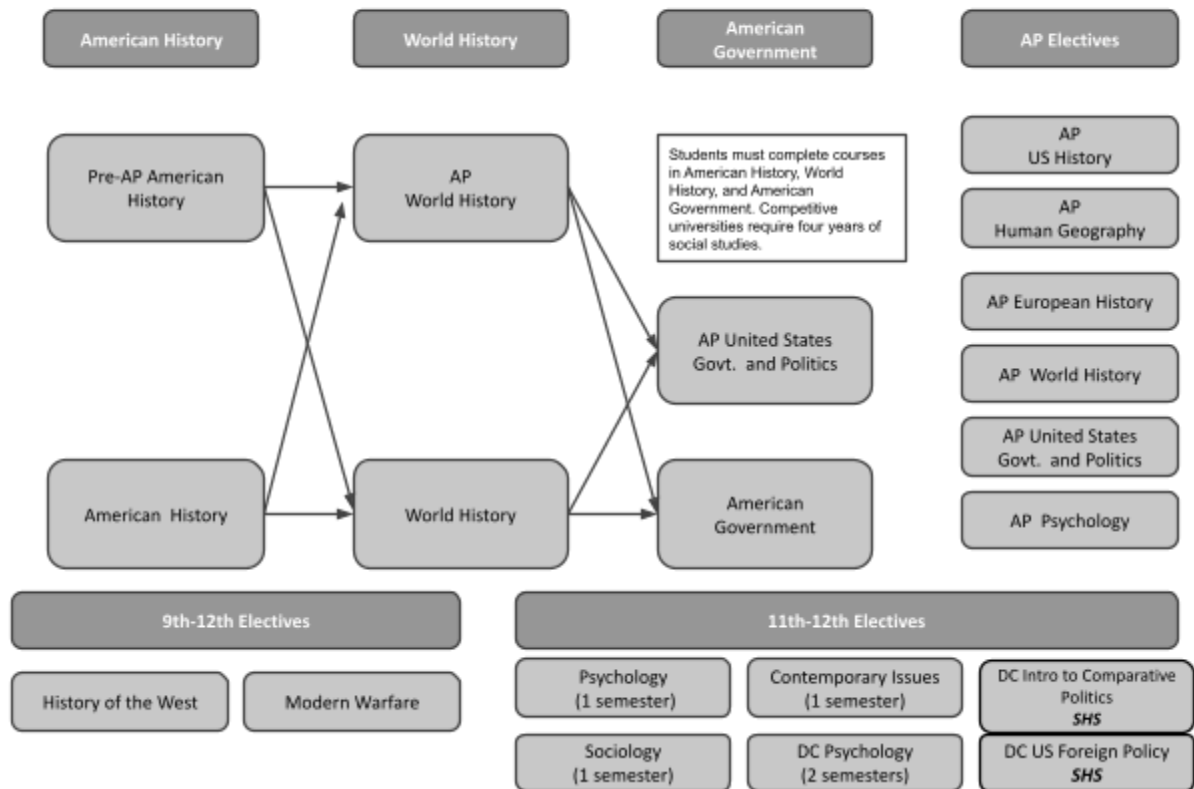 American History
World History
American
Government
AP Electives
Pre-AP American
History
AP
World History
Students must complete courses
in American History, World
History, and American
Government. Competitive
universities require four years of
social studies.
AP United States
Govt. and Politics
American History
World History
American
Government
AP
US History
AP
Human Geography
AP European History
AP World History
AP United States
Govt. and Politics
AP Psychology
9th-12th Electives
History of the West
Modern Warfare
11th-12th Electives
Psychology
(1 semester)
Contemporary Issues
(1 semester)
DC Intro to Comparative
Politics
SHS
Sociology
(1 semester)
DC Psychology
(2 semesters)
DC US Foreign Policy
SHS